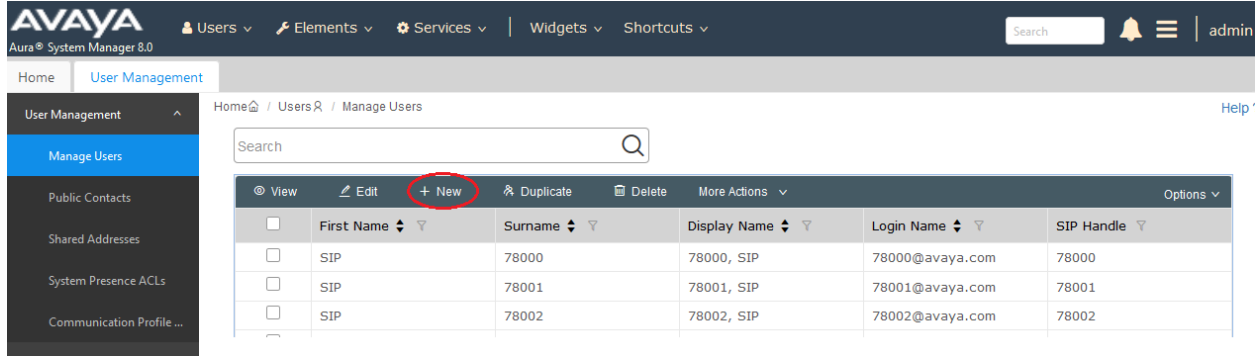 AVAYA
Aura® System Manager 8.0
Users Elements Services | Widgets Shortcuts Search admin
Home User Management
User Management
Manage Users
Public Contacts
Shared Addresses
System Presence ACLs
Communication Profile ...
Home / Users / Manage Users Help
Search
View Edit + New Duplicate Delete More Actions Options
First Name Surname Display Name Login Name SIP Handle
SIP 78000 78000, SIP 78000@avaya.com 78000
SIP 78001 78001, SIP 78001@avaya.com 78001
SIP 78002 78002, SIP 78002@avaya.com 78002